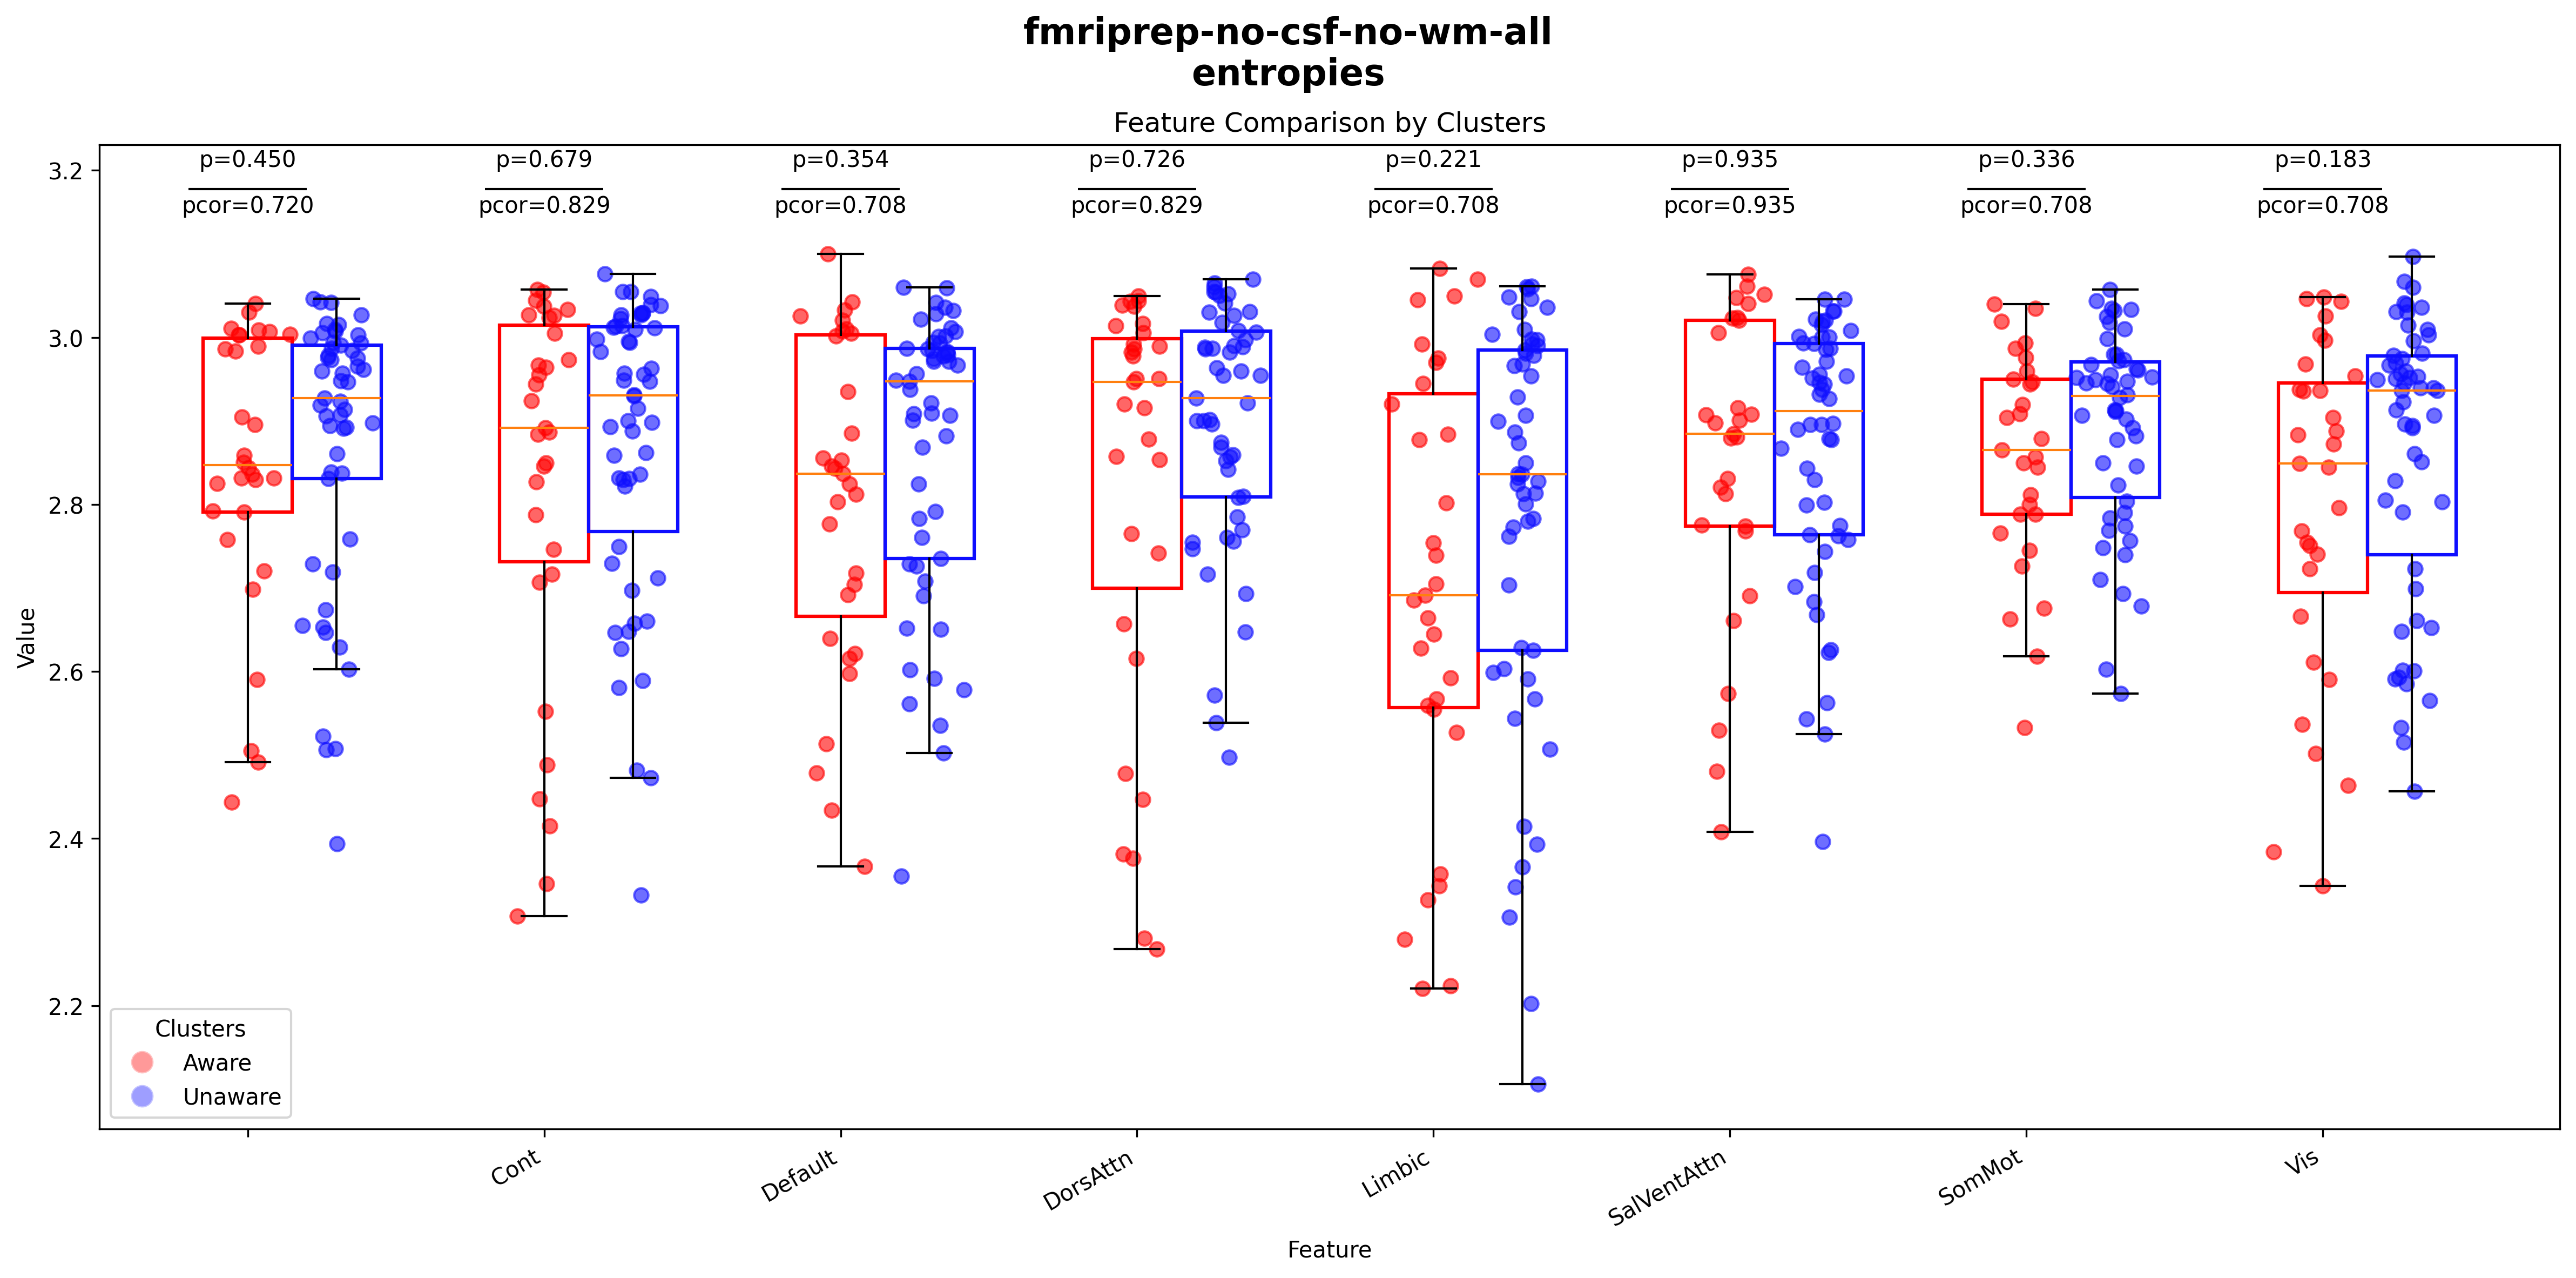 fmriprep-no-csf-no-wm-all
entropies
Feature Comparison by Clusters
p=0.450 p=0.679 p=0.354 p=0.726 p=0.221 p=0.935 p=0.336 p=0.183
pcor=0.720 pcor=0.829 pcor=0.708 pcor=0.829 pcor=0.708 pcor=0.935 pcor=0.708 pcor=0.708
3.2
3.0
2.8
2.6
2.4
2.2
Value
Clusters
Aware
Unaware
Cont Default DorsAttn Limbic SalVentAttn SomMot Vis
Feature